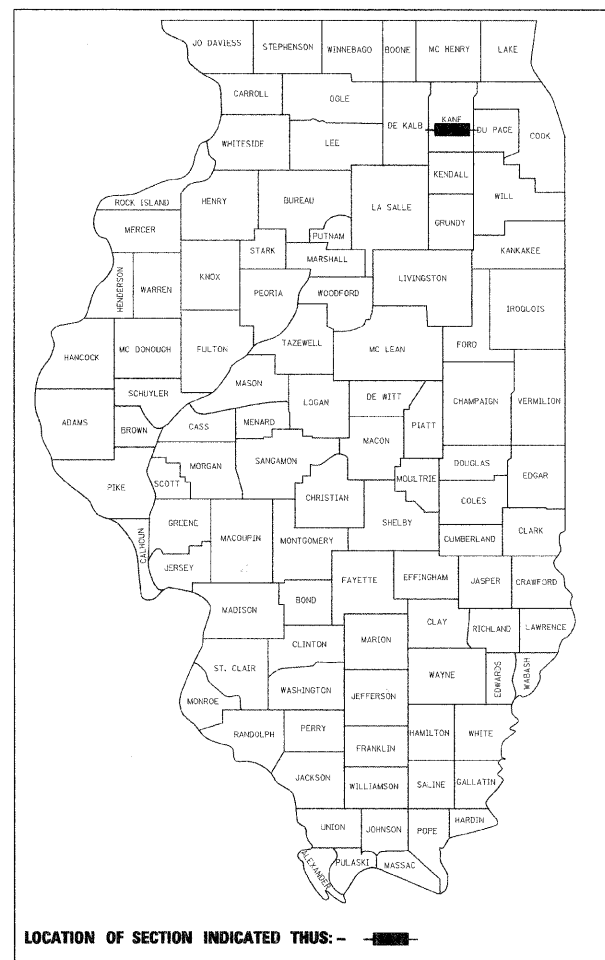 JO DAVIESS
STEPHENSON
WINNEBAGO
BOONE
MC HENRY
LAKE
CARROLL
OGLE
DE KALB
KANE
DU PAGE
COOK
WHITESIDE
LEE
KENDALL
ROCK ISLAND
HENRY
BUREAU
LA SALLE
GRUNDY
WILL
MERCER
PUTNAM
KANKAKEE
STARK
MARSHALL
HENDERSON
WARREN
KNOX
PEORIA
WOODFORD
LIVINGSTON
IROQUOIS
HANCOCK
MC DONOUGH
FULTON
TAZEWELL
MC LEAN
FORD
MASON
SCHUYLER
LOGAN
DE WITT
CHAMPAIGN
VERMILION
ADAMS
BROWN
CASS
MENARD
MACON
PIATT
PIKE
SCOTT
MORGAN
SANGAMON
CHRISTIAN
MOULTRIE
DOUGLAS
EDGAR
COLES
CALHOUN
GREENE
MACOUPIN
MONTGOMERY
SHELBY
CUMBERLAND
CLARK
JERSEY
FAYETTE
EFFINGHAM
JASPER
CRAWFORD
MADISON
BOND
CLAY
RICHLAND
LAWRENCE
CLINTON
MARION
ST. CLAIR
WAYNE
EDWARDS
WABASH
WASHINGTON
JEFFERSON
MONROE
RANDOLPH
PERRY
HAMILTON
WHITE
FRANKLIN
JACKSON
WILLIAMSON
SALINE
GALLATIN
UNION
JOHNSON
POPE
HARDIN
ALEXANDER
PULASKI
MASSAC
LOCATION OF SECTION INDICATED THUS: -